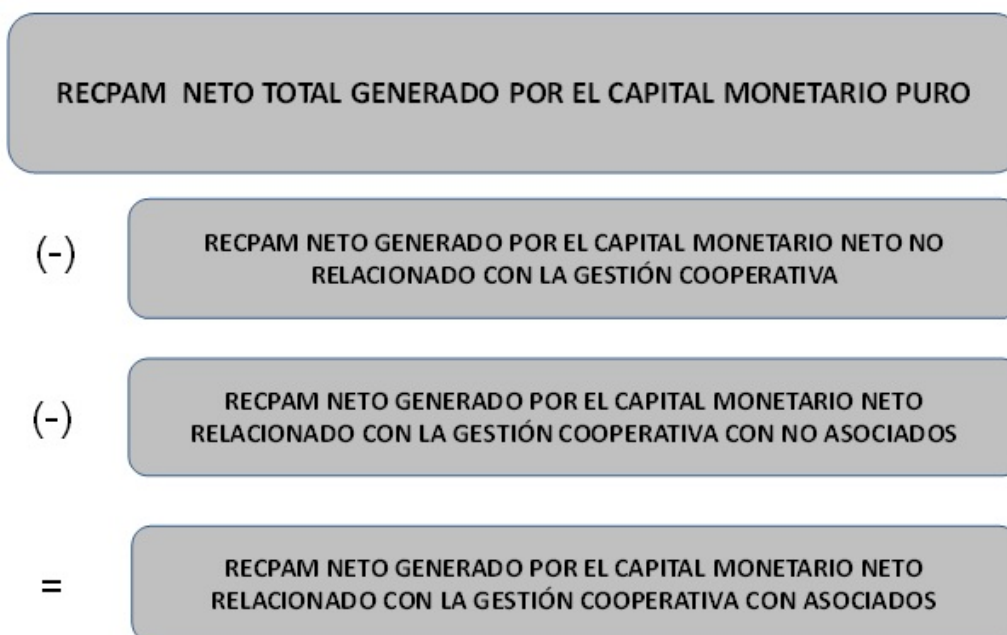 RECPAM NETO TOTAL GENERADO POR EL CAPITAL MONETARIO PURO
(-)
RECPAM NETO GENERADO POR EL CAPITAL MONETARIO NETO NO
RELACIONADO CON LA GESTIÓN COOPERATIVA
(-)
RECPAM NETO GENERADO POR EL CAPITAL MONETARIO NETO
RELACIONADO CON LA GESTIÓN COOPERATIVA CON NO ASOCIADOS
=
RECPAM NETO GENERADO POR EL CAPITAL MONETARIO NETO
RELACIONADO CON LA GESTIÓN COOPERATIVA CON ASOCIADOS